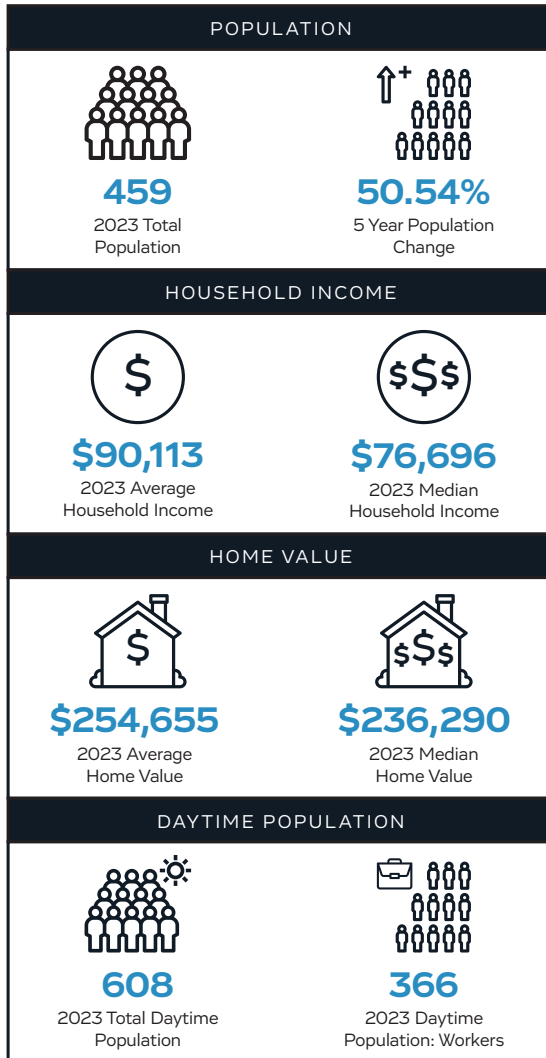 POPULATION
459
2023 Total
Population
50.54%
5 Year Population
Change
HOUSEHOLD INCOME
$
$90,113
2023 Average
Household Income
$$$
$76,696
2023 Median
Household Income
HOME VALUE
$
$254,655
2023 Average
Home Value
$$$
$236,290
2023 Median
Home Value
DAYTIME POPULATION
608
2023 Total Daytime
Population
366
2023 Daytime
Population: Workers